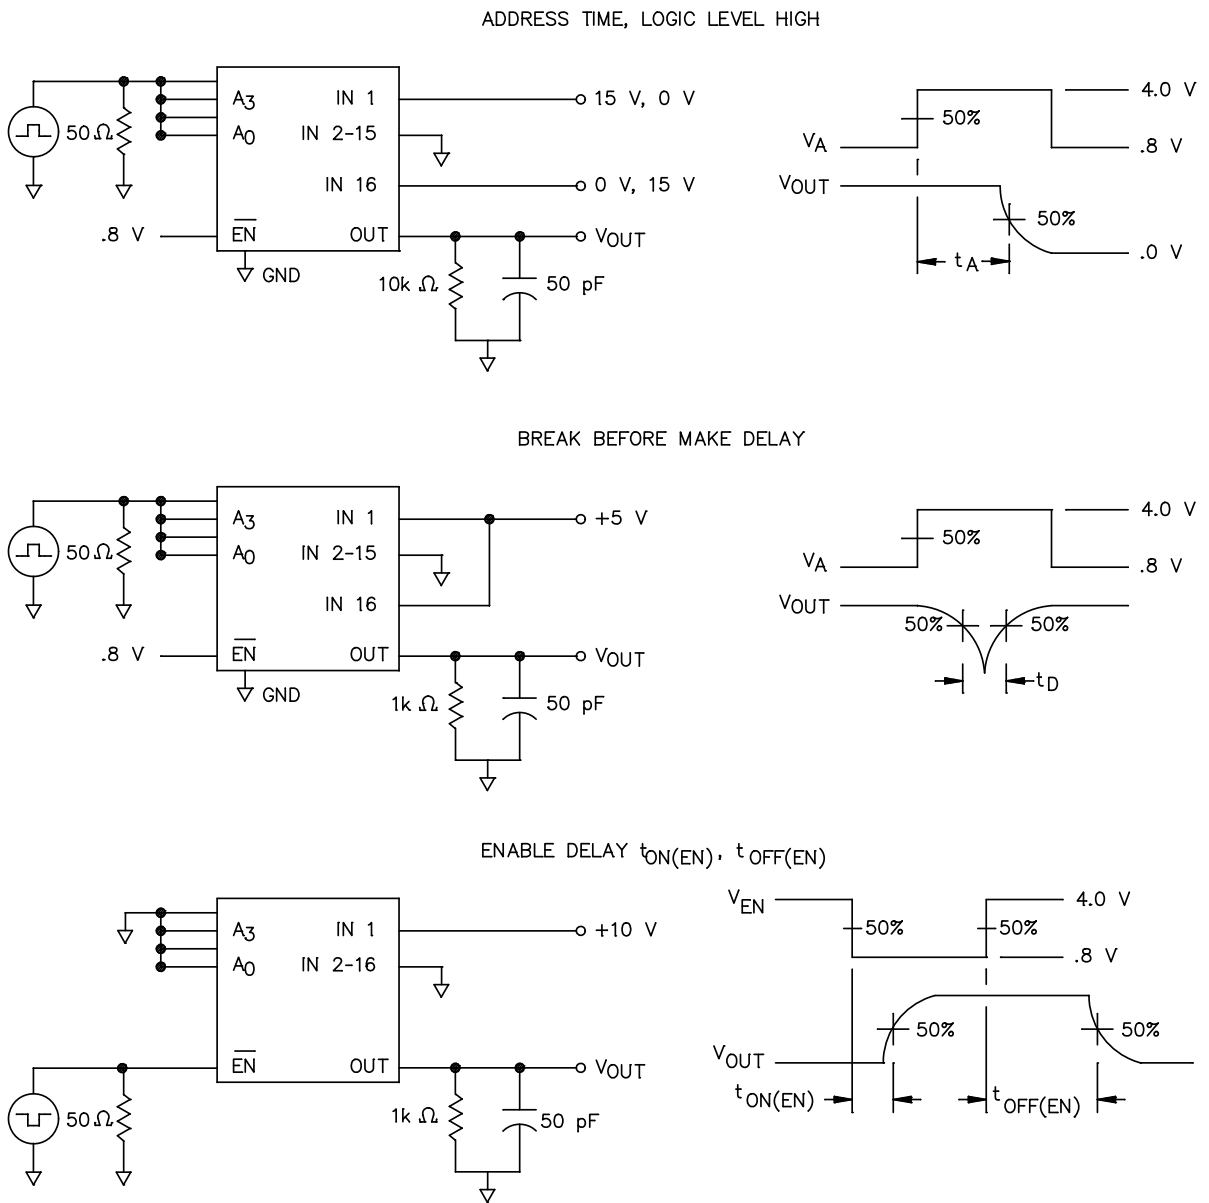 ADDRESS TIME, LOGIC LEVEL HIGH
50Ω
A3
A0
.8 V
EN
GND
IN 1
IN 2-15
IN 16
OUT
15 V, 0 V
0 V, 15 V
VOUT
10k Ω
50 pF
VA
50%
4.0 V
.8 V
VOUT
50%
.0 V
tA
BREAK BEFORE MAKE DELAY
50Ω
A3
A0
.8 V
EN
GND
IN 1
IN 2-15
IN 16
OUT
+5 V
VOUT
1k Ω
50 pF
VA
50%
4.0 V
.8 V
VOUT
50%
50%
tD
ENABLE DELAY tON(EN), tOFF(EN)
A3
A0
50Ω
EN
IN 1
IN 2-16
OUT
+10 V
VOUT
1k Ω
50 pF
VEN
50%
50%
4.0 V
.8 V
VOUT
50%
50%
tON(EN)
tOFF(EN)